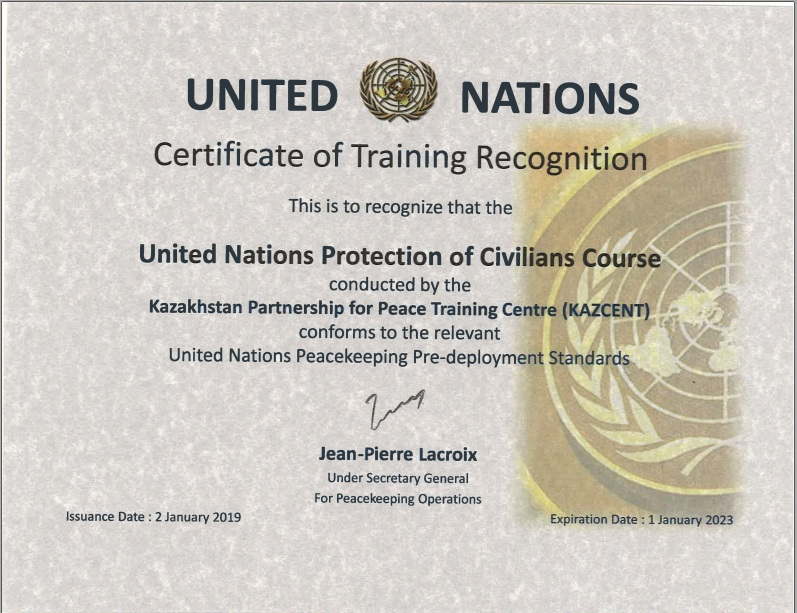 UNITED NATIONS
Certificate of Training Recognition
This is to recognize that the
United Nations Protection of Civilians Course
conducted by the
Kazakhstan Partnership for Peace Training Centre (KAZCENT)
conforms to the relevant
United Nations Peacekeeping Pre-deployment Standards
Jean-Pierre Lacroix
Under Secretary General
For Peacekeeping Operations
Issuance Date : 2 January 2019
Expiration Date : 1 January 2023